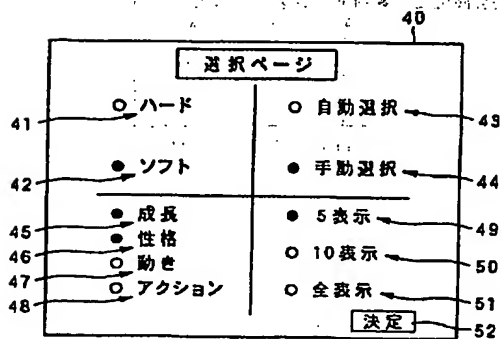 40
選択ページ
41 ○ ハード ○ 自動選択 43
42 ● ソフト ● 手動選択 44
45 ● 成長 ● 5表示 49
46 ● 性格
47 ○ 動き ○ 10表示 50
48 ○ アクション ○ 全表示 51
決定 52